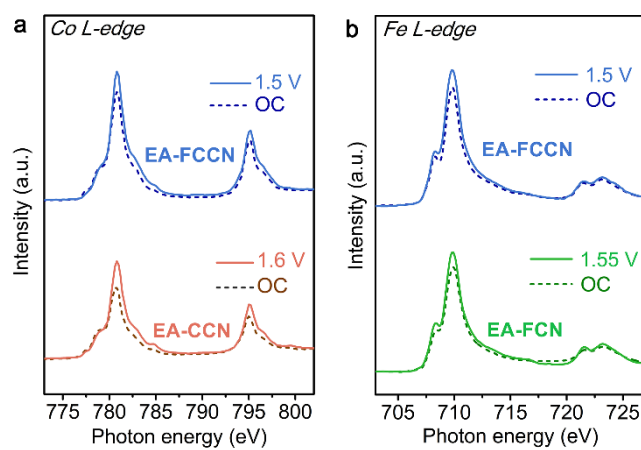 a
Co L-edge
1.5 V
OC
EA-FCCN
1.6 V
OC
EA-CCN
Intensity (a.u.)
775 780 785 790 795 800
Photon energy (eV)
b
Fe L-edge
1.5 V
OC
EA-FCCN
1.55 V
OC
EA-FCN
Intensity (a.u.)
705 710 715 720 725
Photon energy (eV)